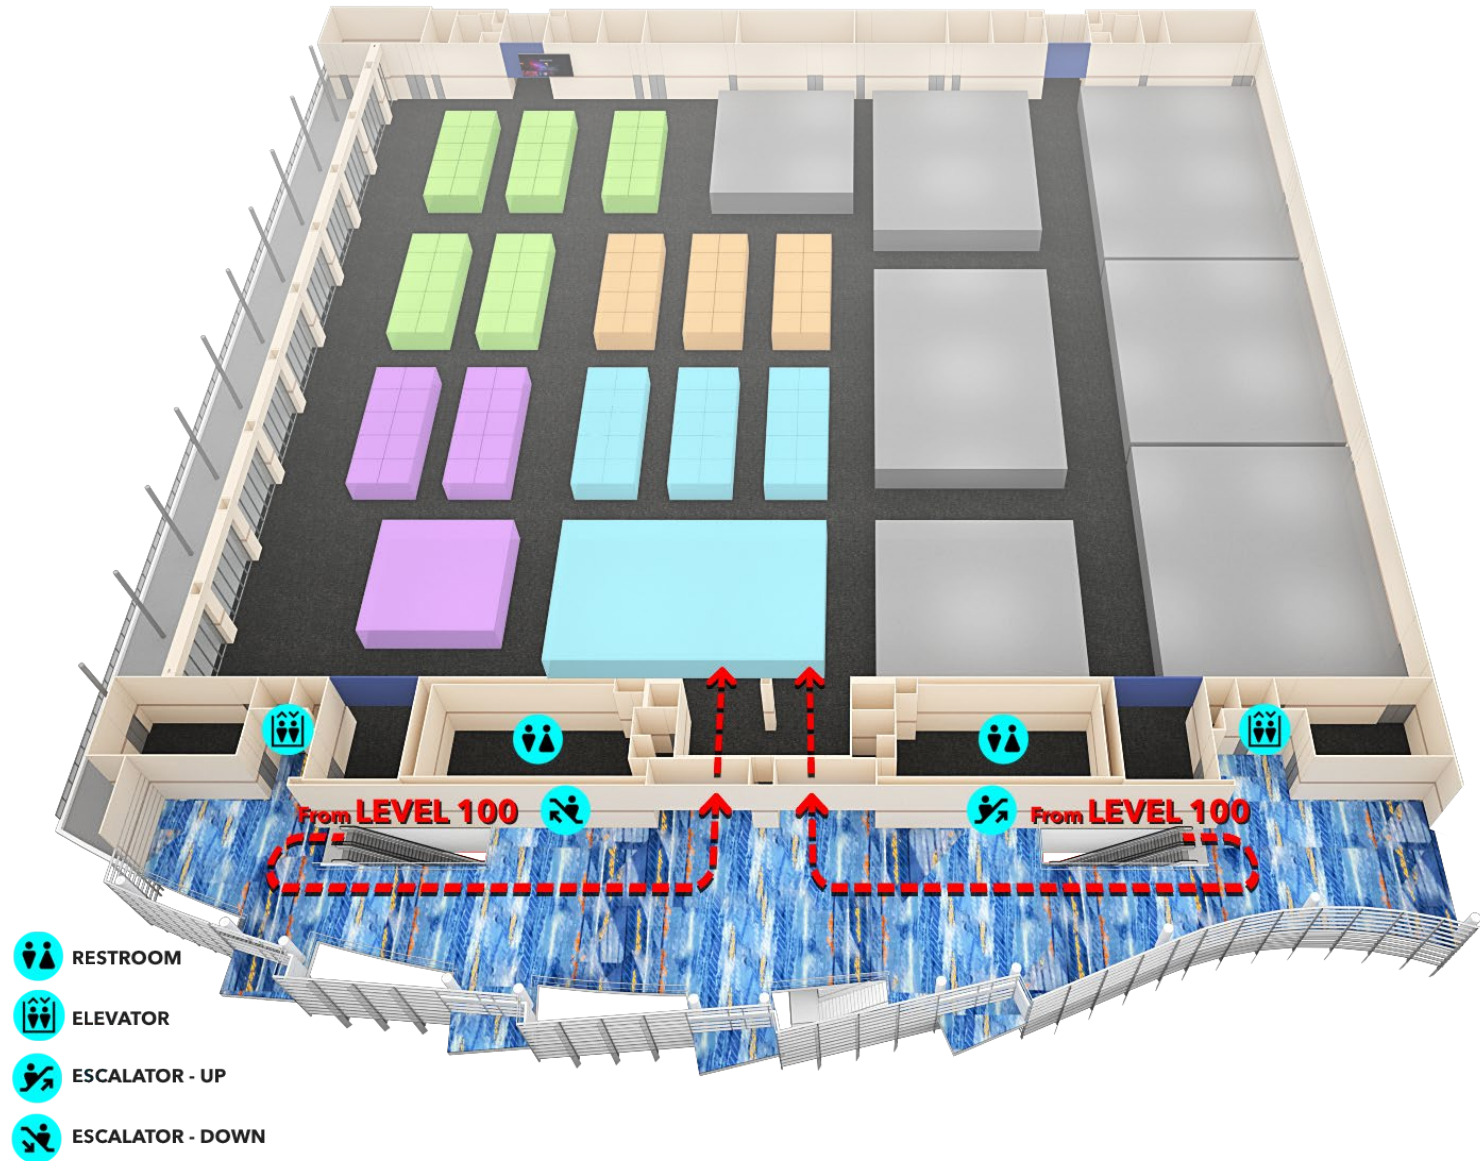 From LEVEL 100
From LEVEL 100
RESTROOM
ELEVATOR
ESCALATOR - UP
ESCALATOR - DOWN